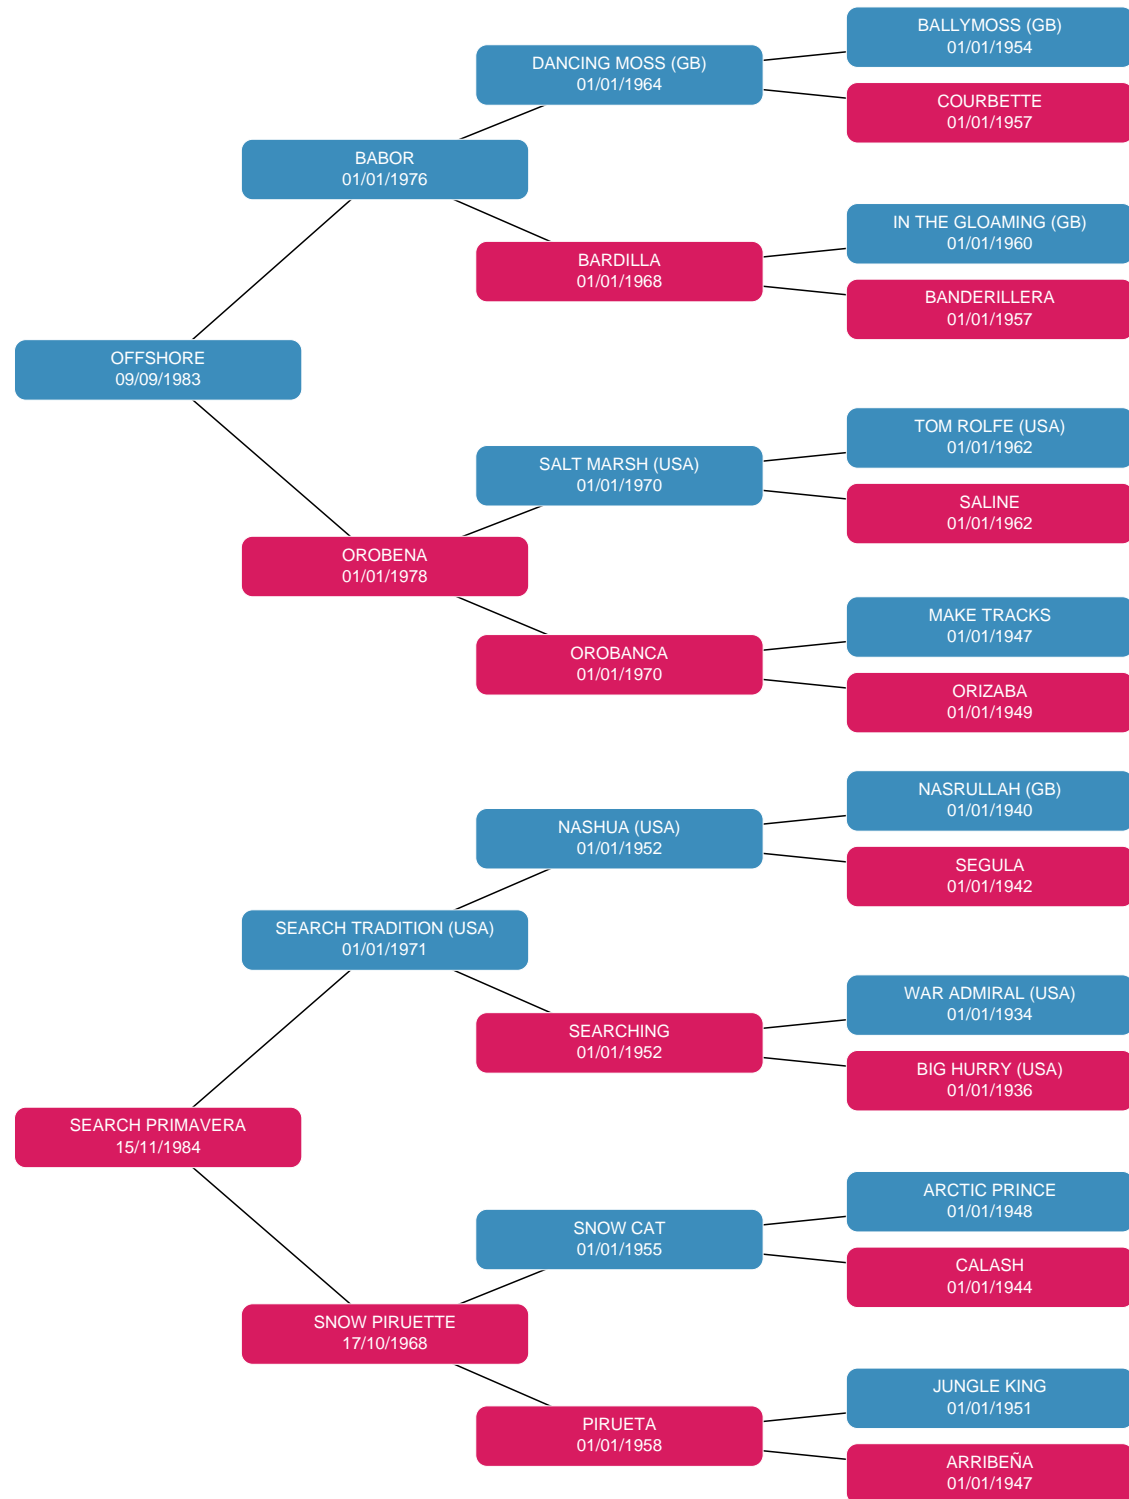 BALLYMOSS (GB)
01/01/1954
DANCING MOSS (GB)
01/01/1964
COURBETTE
01/01/1957
BABOR
01/01/1976
IN THE GLOAMING (GB)
01/01/1960
BARDILLA
01/01/1968
BANDERILLERA
01/01/1957
OFFSHORE
09/09/1983
TOM ROLFE (USA)
01/01/1962
SALT MARSH (USA)
01/01/1970
SALINE
01/01/1962
OROBENA
01/01/1978
MAKE TRACKS
01/01/1947
OROBANCA
01/01/1970
ORIZABA
01/01/1949
NASRULLAH (GB)
01/01/1940
NASHUA (USA)
01/01/1952
SEGULA
01/01/1942
SEARCH TRADITION (USA)
01/01/1971
WAR ADMIRAL (USA)
01/01/1934
SEARCHING
01/01/1952
BIG HURRY (USA)
01/01/1936
SEARCH PRIMAVERA
15/11/1984
ARCTIC PRINCE
01/01/1948
SNOW CAT
01/01/1955
CALASH
01/01/1944
SNOW PIRUETTE
17/10/1968
JUNGLE KING
01/01/1951
PIRUETA
01/01/1958
ARRIBEÑA
01/01/1947